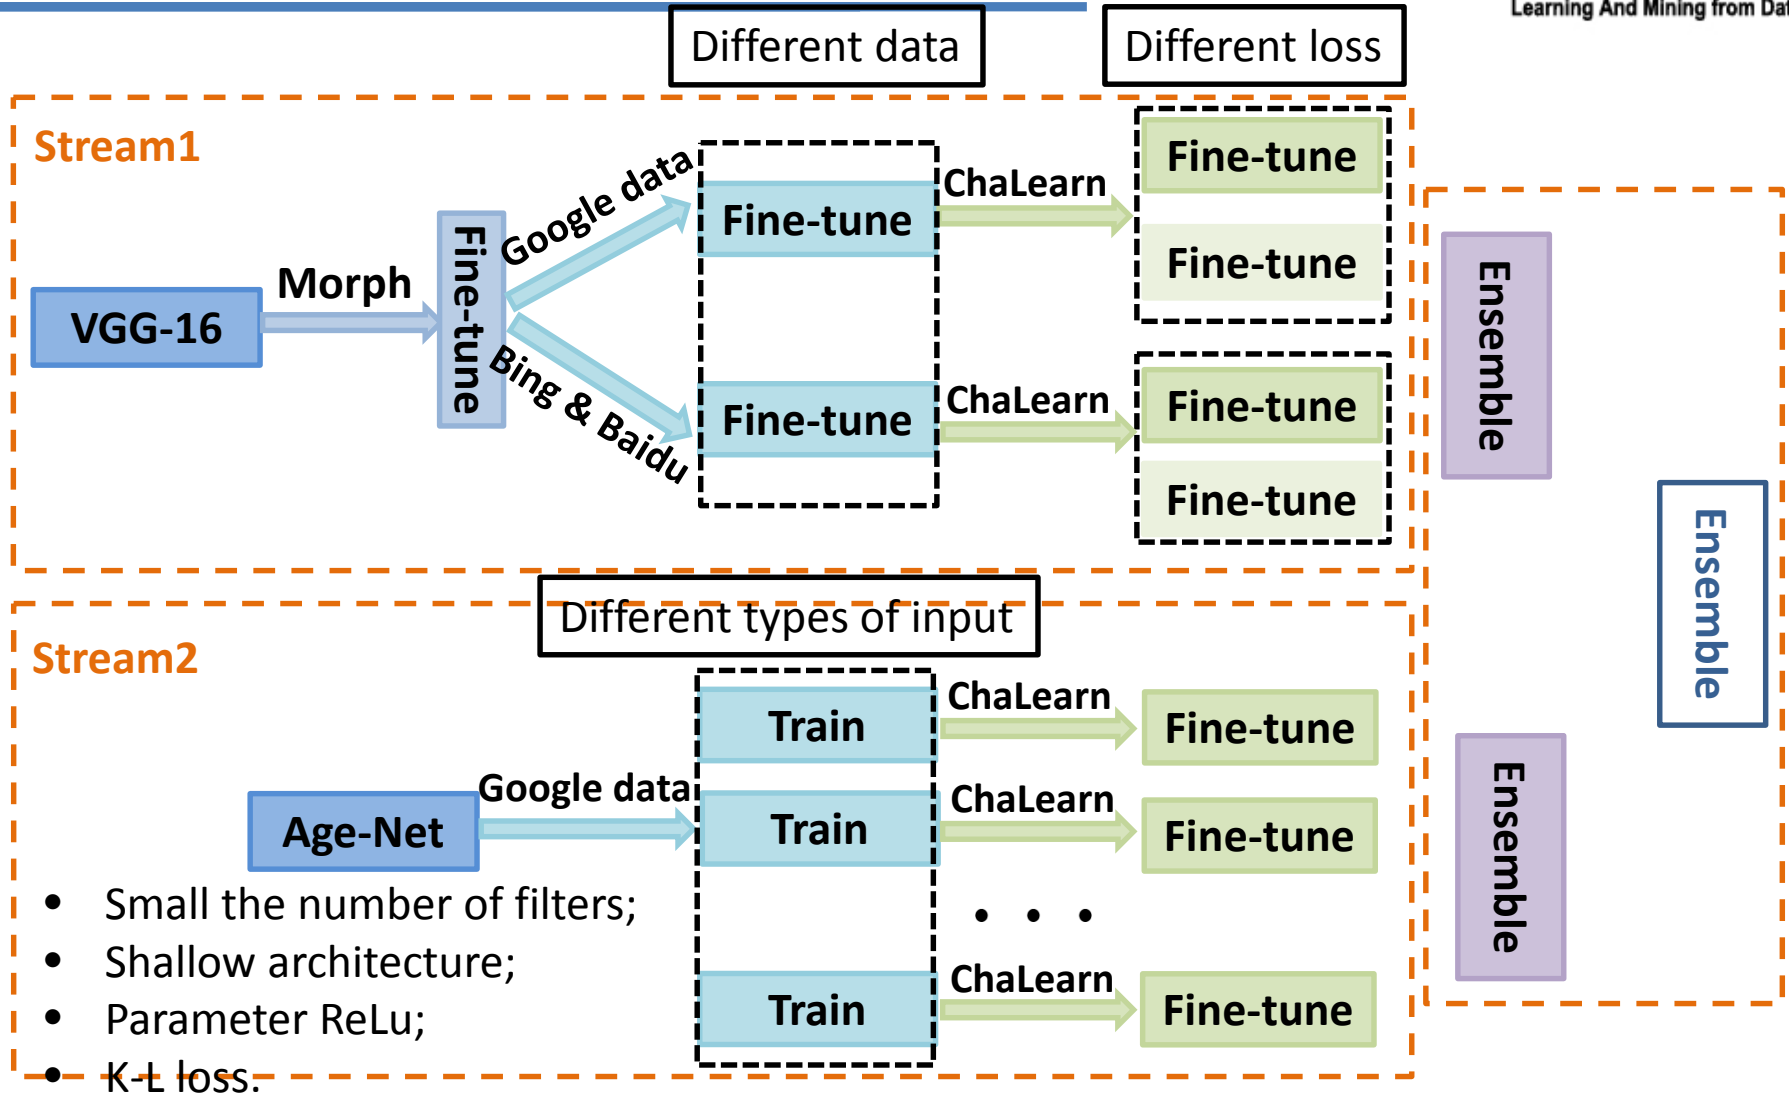 Learning And Mining from Dat
Different data
Different loss
Stream1
VGG-16
Morph
Fine-tune
Google data
Bing & Baidu
Fine-tune
ChaLearn
Fine-tune
Fine-tune
Fine-tune
ChaLearn
Fine-tune
Fine-tune
Ensemble
Ensemble
Different types of input
Stream2
Age-Net
Google data
Train
ChaLearn
Fine-tune
Train
ChaLearn
Fine-tune
• • •
Train
ChaLearn
Fine-tune
Ensemble
• Small the number of filters;
• Shallow architecture;
• Parameter ReLu;
• K-L loss.